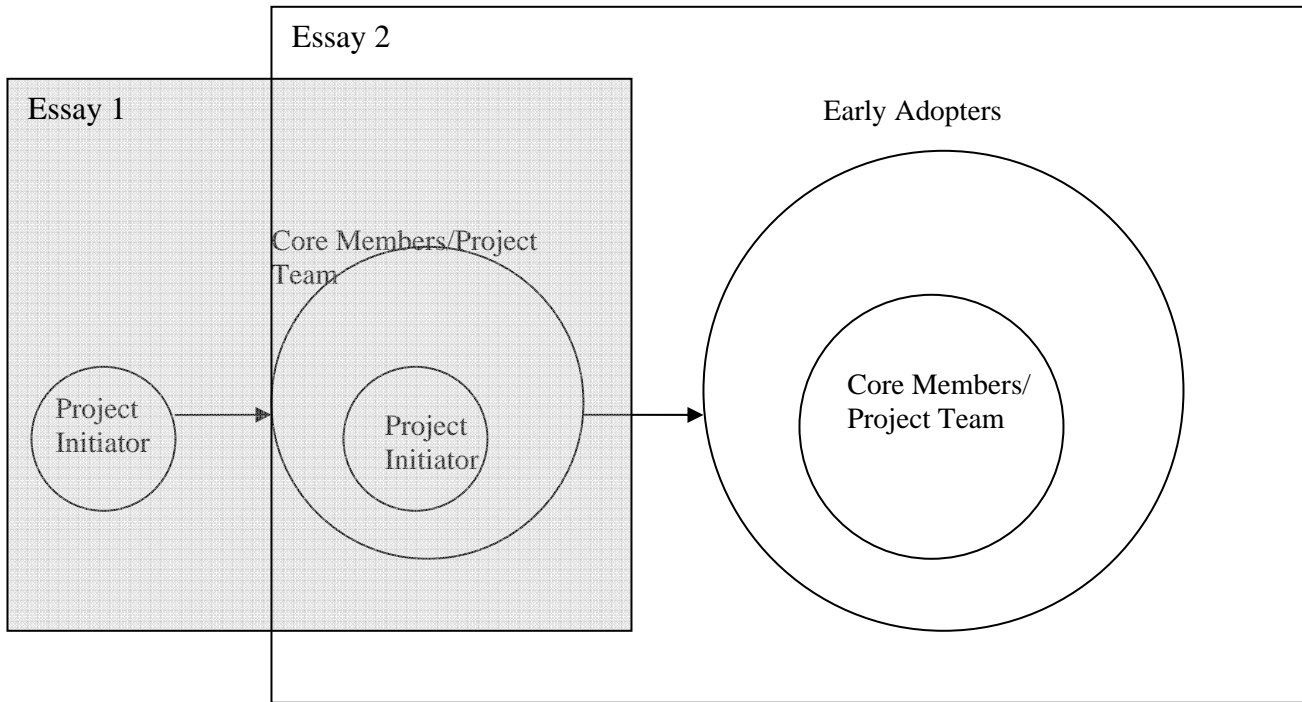 Essay 2
Essay 1
Early Adopters
Core Members/Project
Team
Project
Initiator
Project
Initiator
Core Members/
Project Team